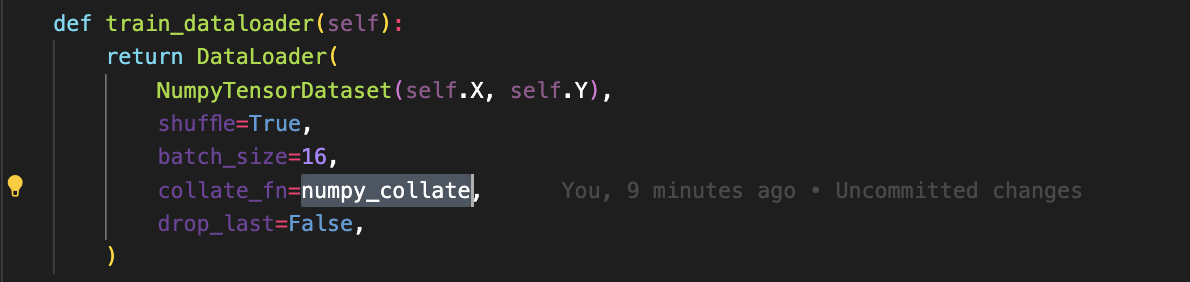 def train_dataloader(self):
return DataLoader(
NumpyTensorDataset(self.X, self.Y),
shuffle=True,
batch_size=16,
collate_fn=numpy_collate, You, 9 minutes ago • Uncommitted changes
drop_last=False,
)